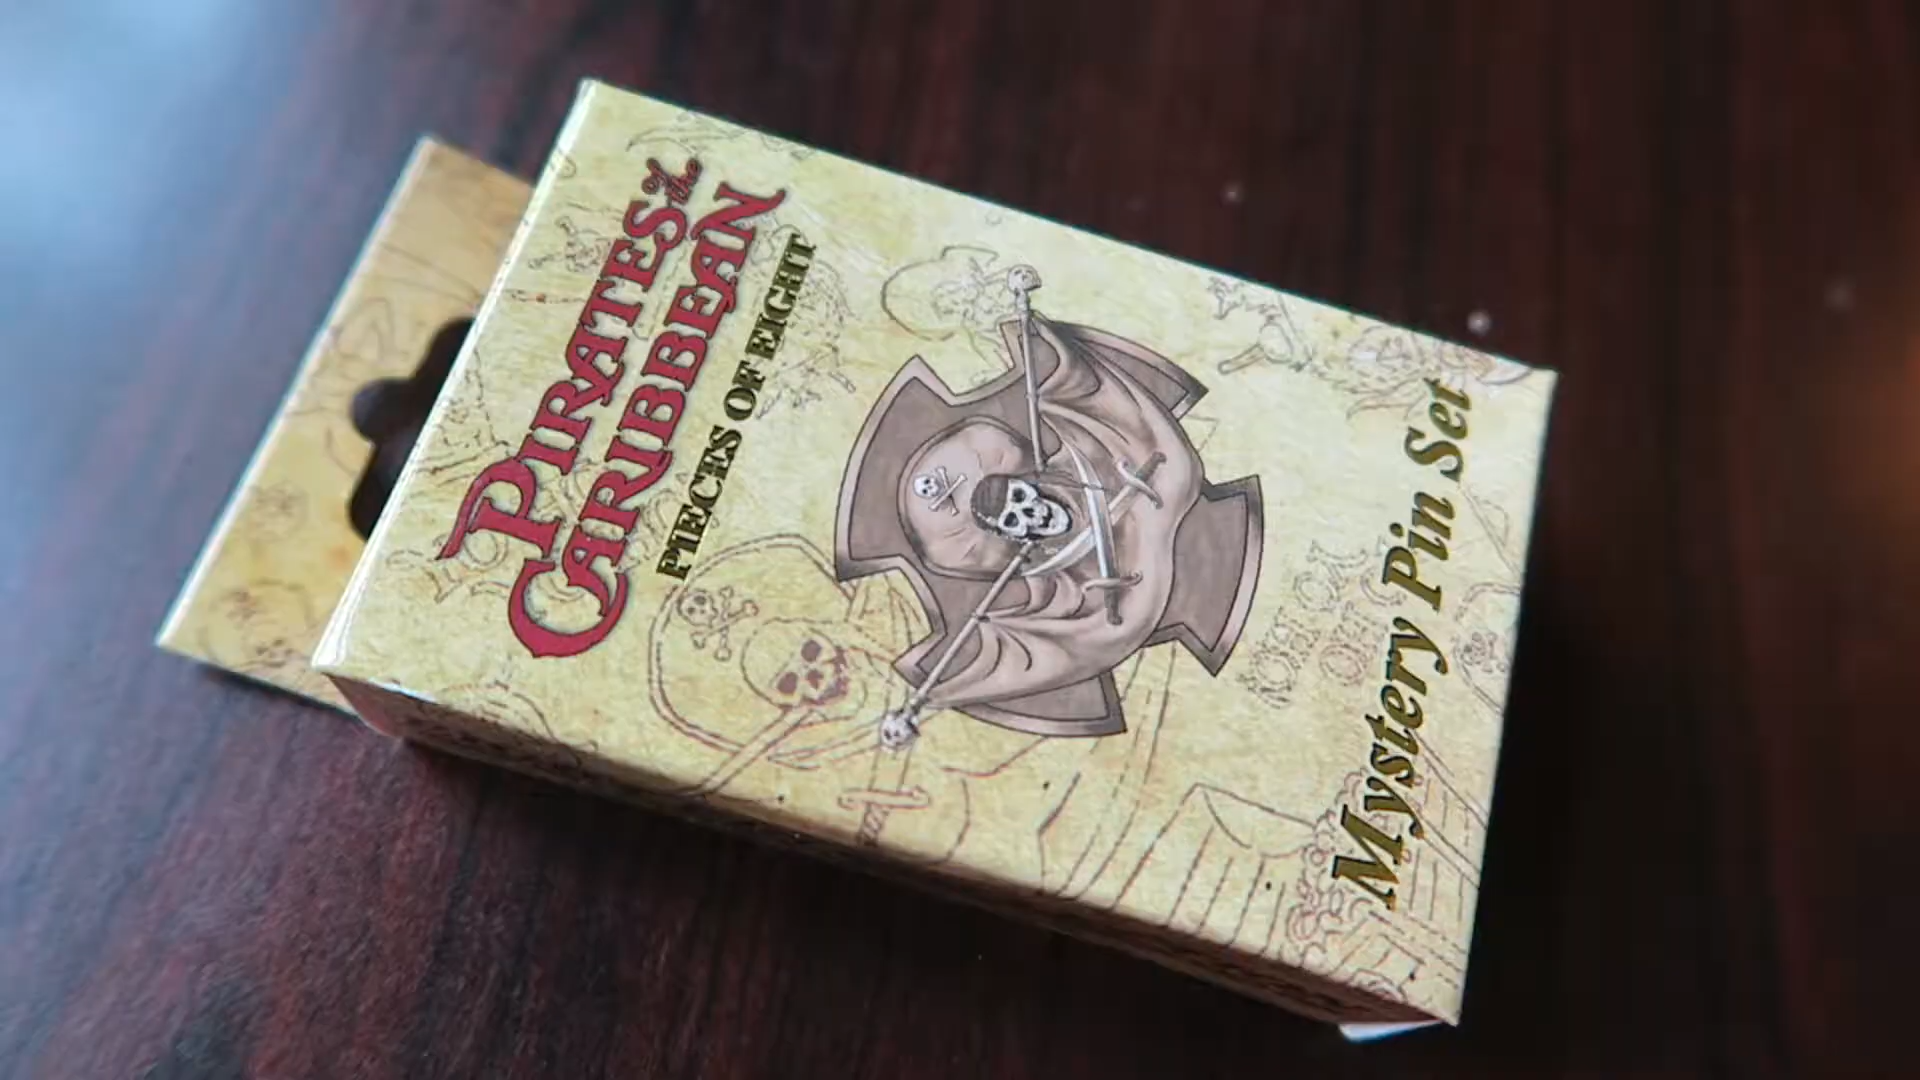 PIRATES of the
CARIBBEAN
PIECES OF EIGHT
Mystery Pin Set